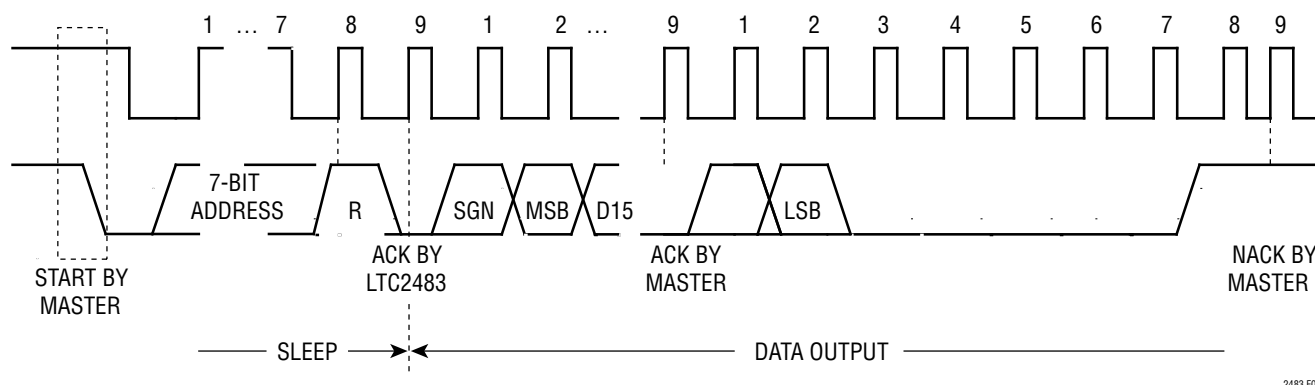 1 ... 7 8 9 1 2 ... 9 1 2 3 4 5 6 7 8 9
7-BIT
ADDRESS
R
SGN
MSB
D15
LSB
START BY
MASTER
ACK BY
LTC2483
ACK BY
MASTER
NACK BY
MASTER
SLEEP
DATA OUTPUT